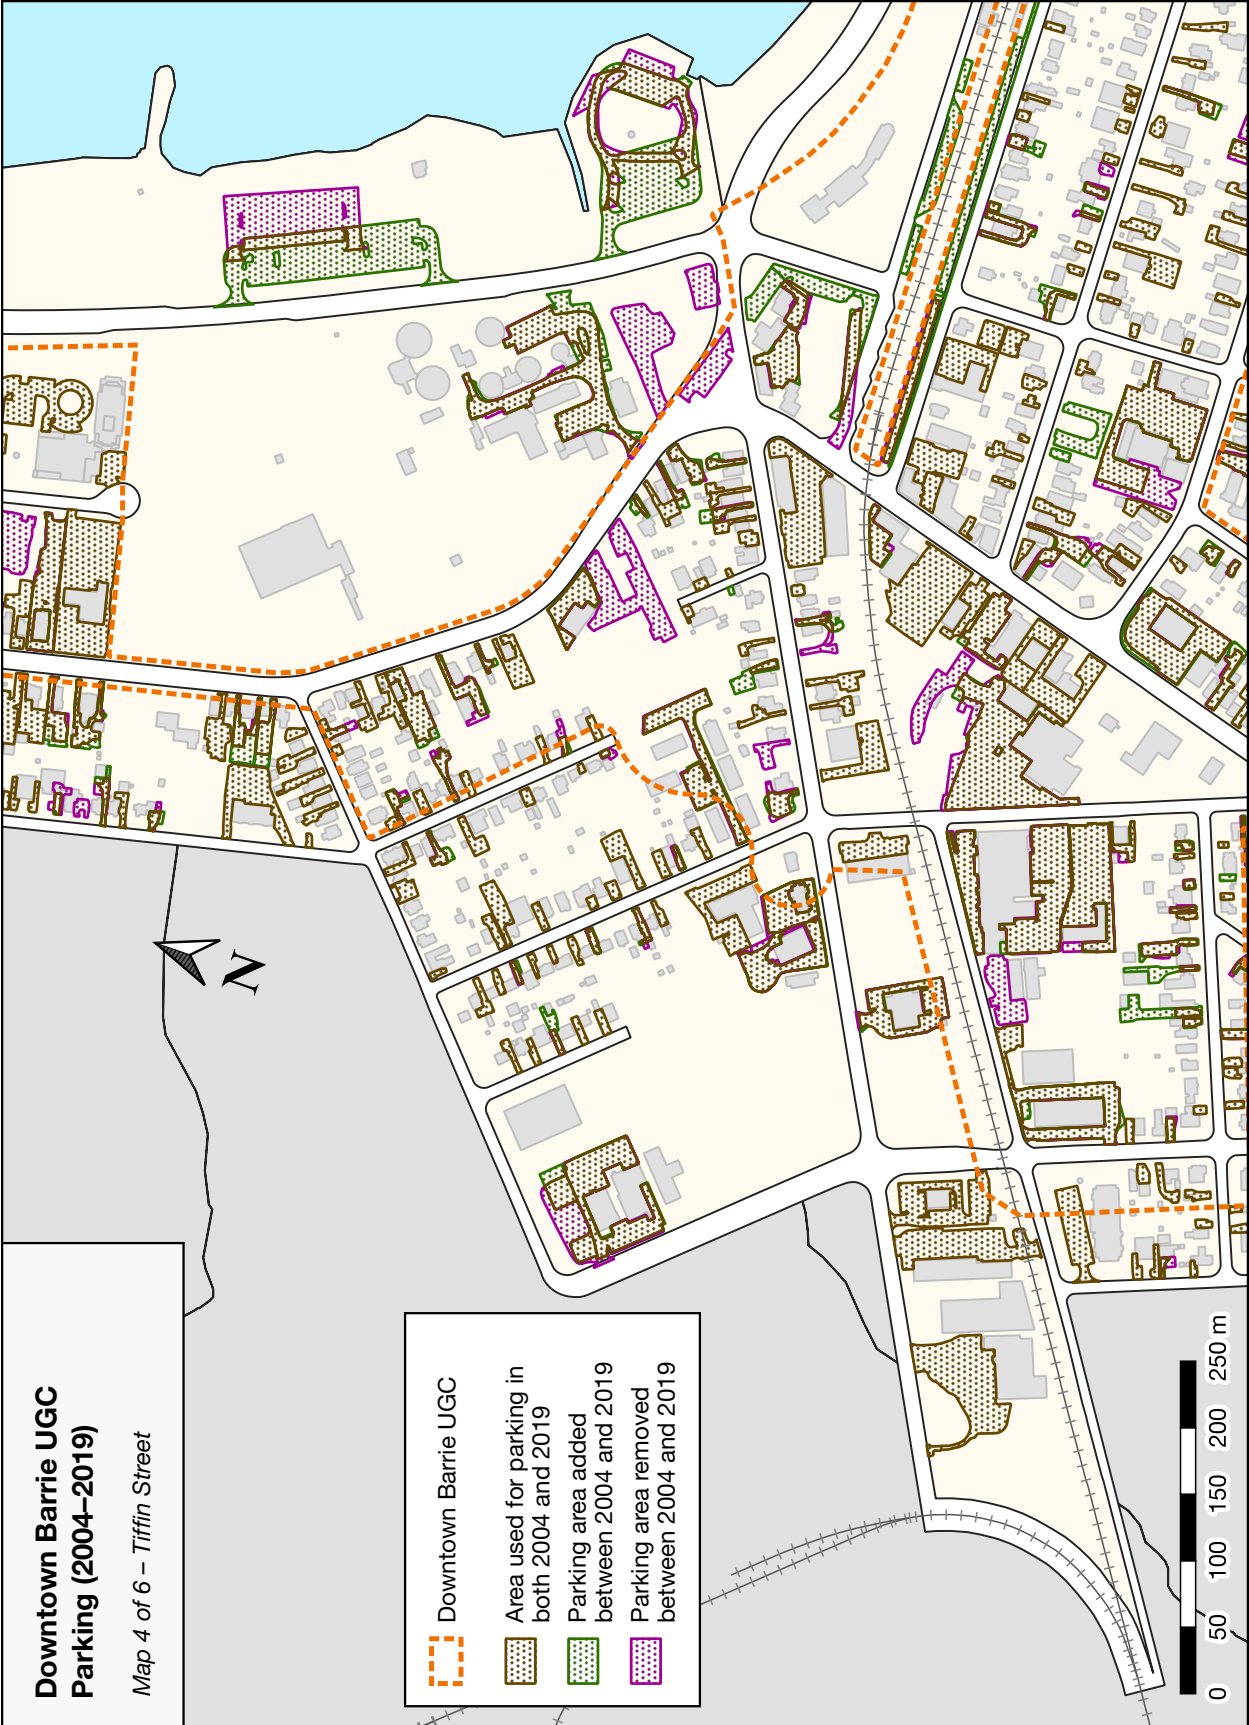 Downtown Barrie UGC
Parking (2004–2019)
Map 4 of 6 – Tiffin Street
N
Downtown Barrie UGC
Area used for parking in
both 2004 and 2019
Parking area added
between 2004 and 2019
Parking area removed
between 2004 and 2019
0 50 100 150 200 250 m